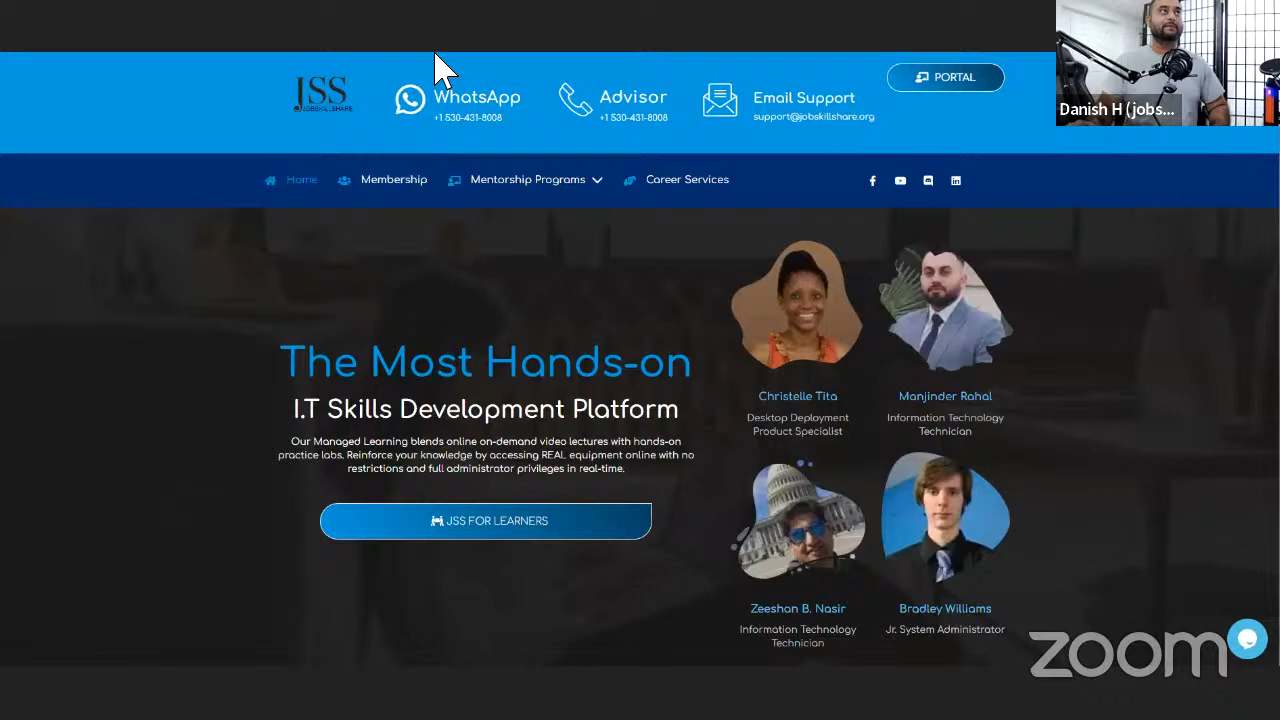 JSS
JOBSKILLSHARE
WhatsApp
+1 530-431-8008
Advisor
+1 530-431-8008
Email Support
support@jobskillshare.org
PORTAL
Danish H (jobs...
Home
Membership
Mentorship Programs
Career Services
The Most Hands-on
I.T Skills Development Platform
Our Managed Learning blends online on-demand video lectures with hands-on
practice labs. Reinforce your knowledge by accessing REAL equipment online with no
restrictions and full administrator privileges in real-time.
JSS FOR LEARNERS
Christelle Tita
Desktop Deployment
Product Specialist
Manjinder Rahal
Information Technology
Technician
Zeeshan B. Nasir
Information Technology
Technician
Bradley Williams
Jr. System Administrator
zoom